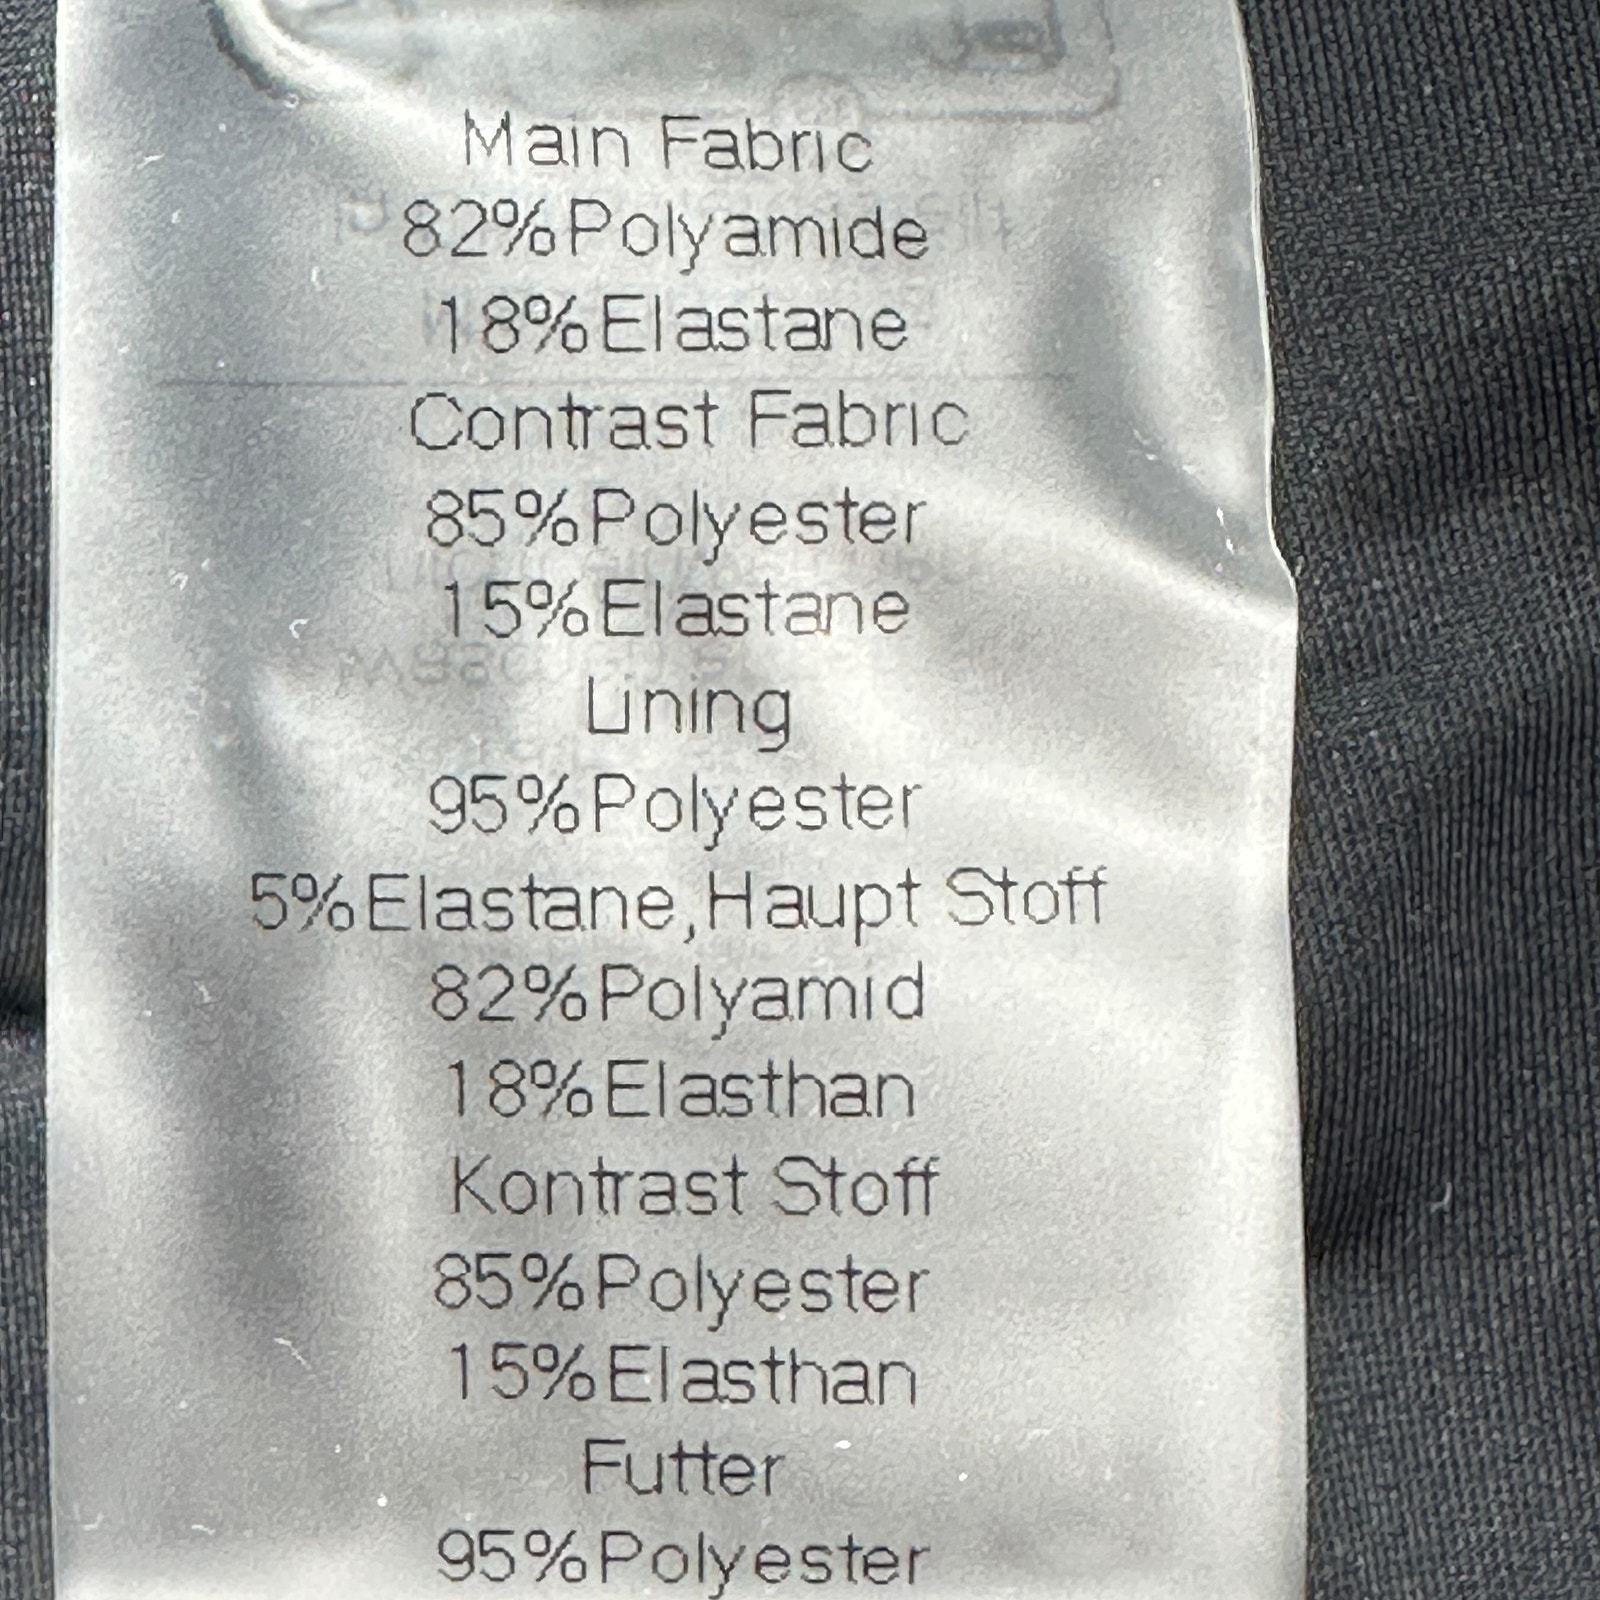 Main Fabric
82%Polyamide
18%Elastane
Contrast Fabric
85%Polyester
15%Elastane
Lining
95%Polyester
5%Elastane,Haupt Stoff
82%Polyamid
18%Elasthan
Kontrast Stoff
85%Polyester
15%Elasthan
Futter
95%Polyester